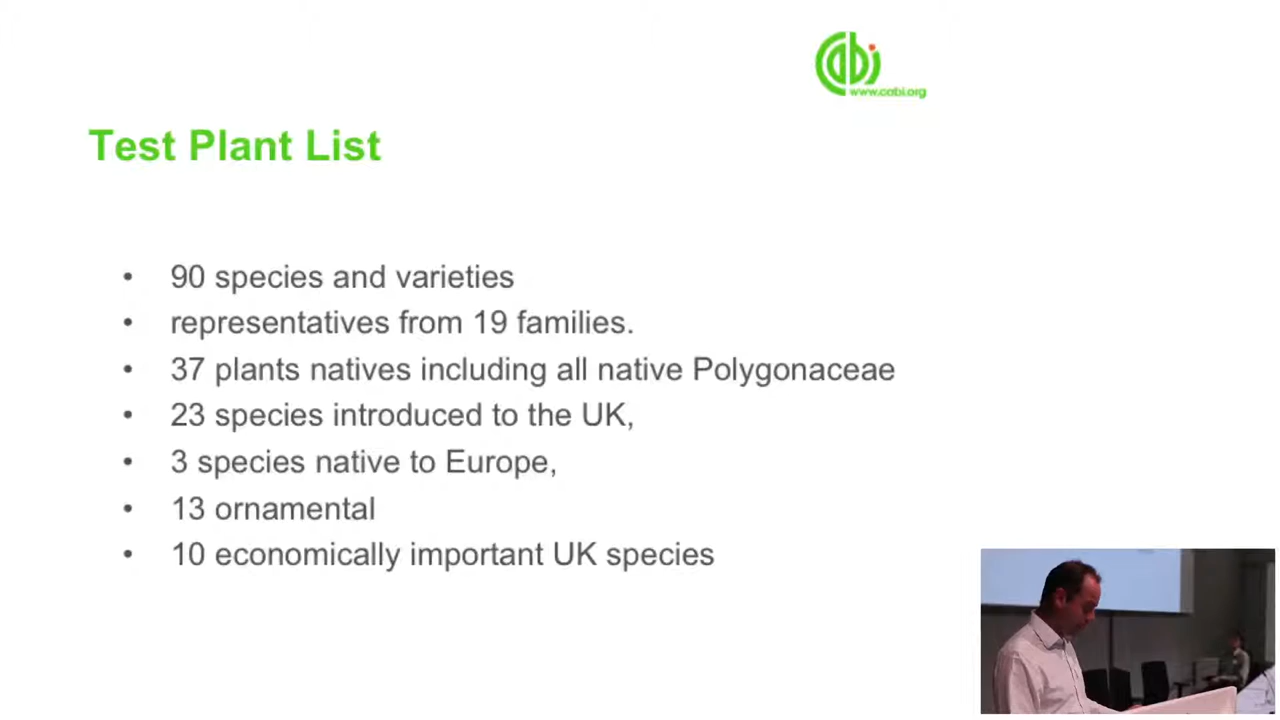 cabi
www.cabi.org
Test Plant List
• 90 species and varieties
• representatives from 19 families.
• 37 plants natives including all native Polygonaceae
• 23 species introduced to the UK,
• 3 species native to Europe,
• 13 ornamental
• 10 economically important UK species